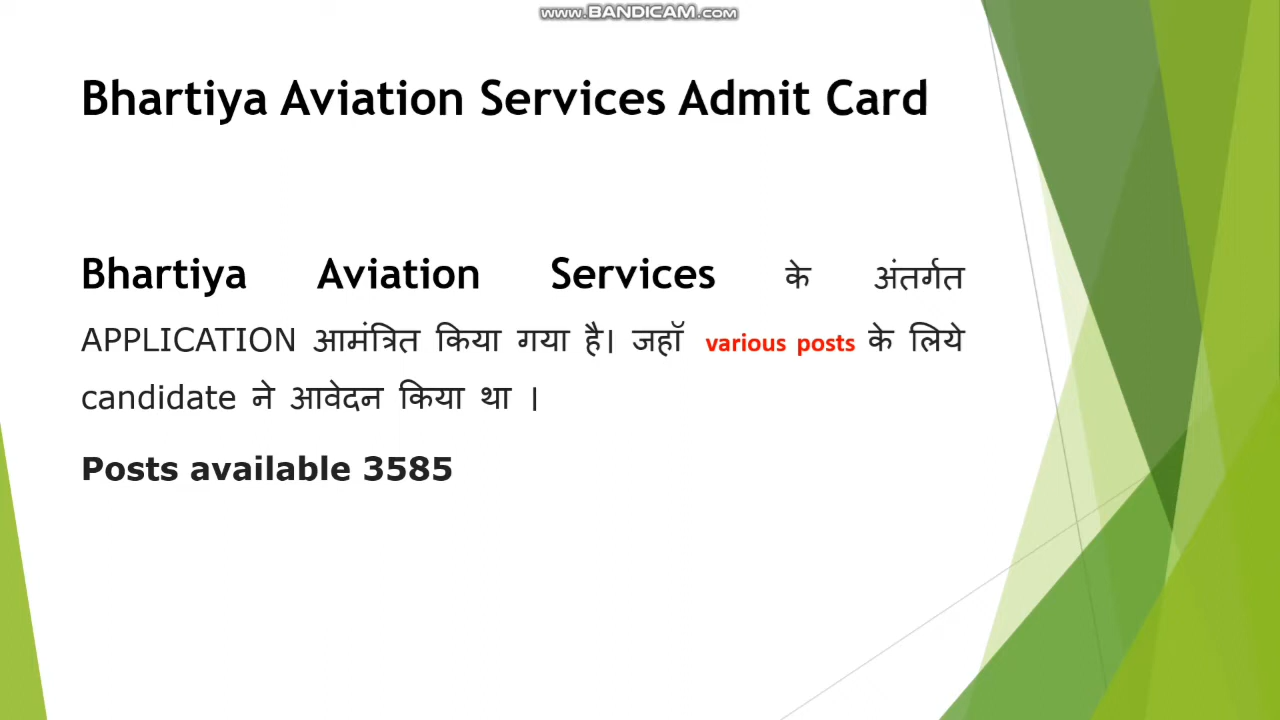 www.BANDICAM.com
Bhartiya Aviation Services Admit Card
Bhartiya Aviation Services के अंतर्गत
APPLICATION आमंत्रित किया गया है। जहॉ various posts के लिये
candidate ने आवेदन किया था ।
Posts available 3585